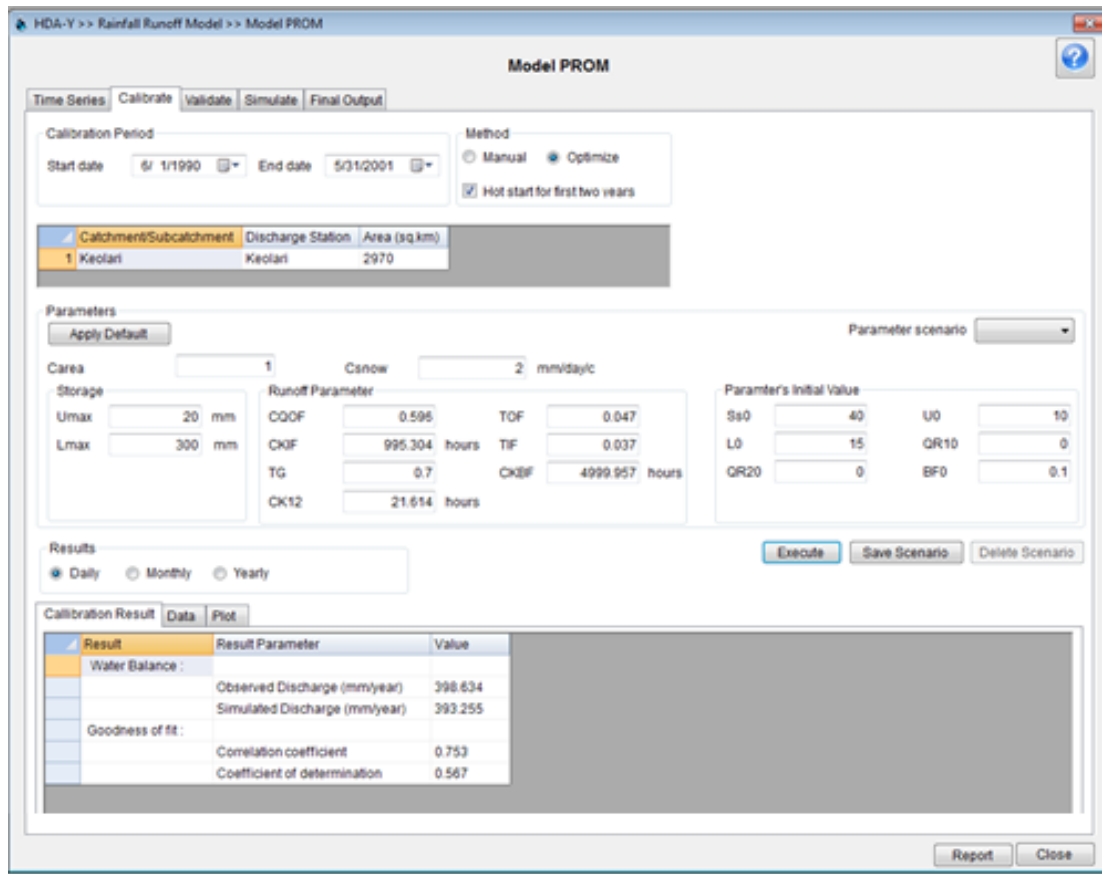 HDA-Y >> Rainfall Runoff Model >> Model PROM
Model PROM
Time Series Calibrate Validate Simulate Final Output
Calibration Period
Start date 6/ 1/1990 End date 5/31/2001
Method
Manual Optimize
Hot start for first two years
Catchment/Subcatchment Discharge Station Area (sq.km)
1 Keolari Keolari 2970
Parameters
Apply Default Parameter scenario
Carea 1 Csnow 2 mm/day/c
Storage
Umax 20 mm
Lmax 300 mm
Runoff Parameter
CQOF 0.596 TOF 0.047
CKIF 995.304 hours TIF 0.037
TG 0.7 CKBF 4999.957 hours
CK12 21.614 hours
Paramter's Initial Value
Ss0 40 U0 10
L0 15 QR10 0
QR20 0 BF0 0.1
Results
Daily Monthly Yearly
Execute Save Scenario Delete Scenario
Callibration Result Data Plot
Result Result Parameter Value
Water Balance :
Observed Discharge (mm/year) 398.634
Simulated Discharge (mm/year) 393.255
Goodness of fit :
Correlation coefficient 0.753
Coefficient of determination 0.567
Report Close